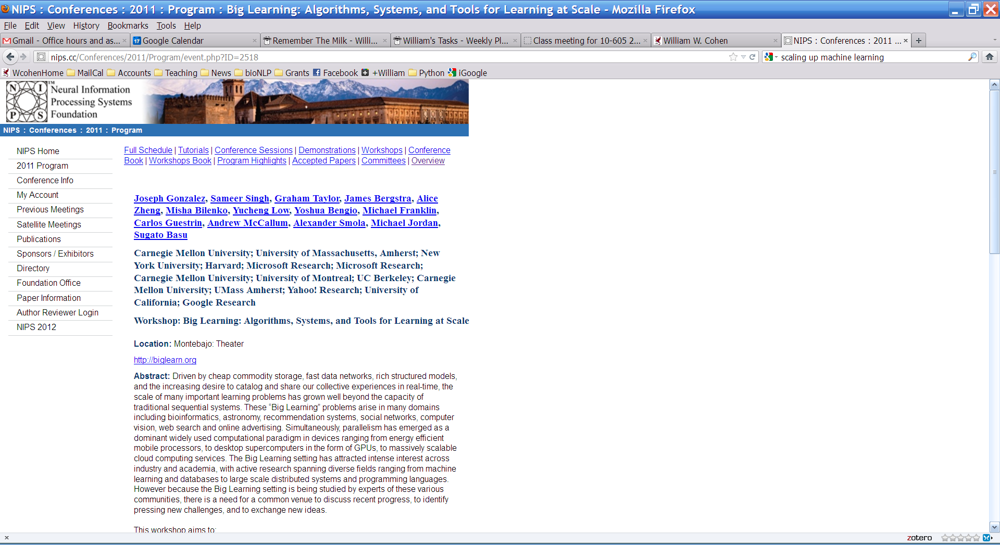 NIPS : Conferences : 2011 : Program : Big Learning: Algorithms, Systems, and Tools for Learning at Scale - Mozilla Firefox
File Edit View History Bookmarks Tools Help
Gmail - Office hours and as... × 17 Google Calendar × Remember The Milk - Willi... × William's Tasks - Weekly Pl... × Class meeting for 10-605 2... × William W. Cohen × NIPS : Conferences : 2011 ... × +
nips.cc/Conferences/2011/Program/event.php?ID=2518 scaling up machine learning
WcohenHome MailCal Accounts Teaching News bioNLP Grants Facebook +William Python iGoogle
N I P S ™
Neural Information
Processing Systems
Foundation
NIPS : Conferences : 2011 : Program
NIPS Home
2011 Program
Conference Info
My Account
Previous Meetings
Satellite Meetings
Publications
Sponsors / Exhibitors
Directory
Foundation Office
Paper Information
Author Reviewer Login
NIPS 2012
Full Schedule | Tutorials | Conference Sessions | Demonstrations | Workshops | Conference
Book | Workshops Book | Program Highlights | Accepted Papers | Committees | Overview
Joseph Gonzalez, Sameer Singh, Graham Taylor, James Bergstra, Alice
Zheng, Misha Bilenko, Yucheng Low, Yoshua Bengio, Michael Franklin,
Carlos Guestrin, Andrew McCallum, Alexander Smola, Michael Jordan,
Sugato Basu
Carnegie Mellon University; University of Massachusetts, Amherst; New
York University; Harvard; Microsoft Research; Microsoft Research;
Carnegie Mellon University; University of Montreal; UC Berkeley; Carnegie
Mellon University; UMass Amherst; Yahoo! Research; University of
California; Google Research
Workshop: Big Learning: Algorithms, Systems, and Tools for Learning at Scale
Location: Montebajo: Theater
http://biglearn.org
Abstract: Driven by cheap commodity storage, fast data networks, rich structured models,
and the increasing desire to catalog and share our collective experiences in real-time, the
scale of many important learning problems has grown well beyond the capacity of
traditional sequential systems. These “Big Learning” problems arise in many domains
including bioinformatics, astronomy, recommendation systems, social networks, computer
vision, web search and online advertising. Simultaneously, parallelism has emerged as a
dominant widely used computational paradigm in devices ranging from energy efficient
mobile processors, to desktop supercomputers in the form of GPUs, to massively scalable
cloud computing services. The Big Learning setting has attracted intense interest across
industry and academia, with active research spanning diverse fields ranging from machine
learning and databases to large scale distributed systems and programming languages.
However because the Big Learning setting is being studied by experts of these various
communities, there is a need for a common venue to discuss recent progress, to identify
pressing new challenges, and to exchange new ideas.
This workshop aims to:
× zotero